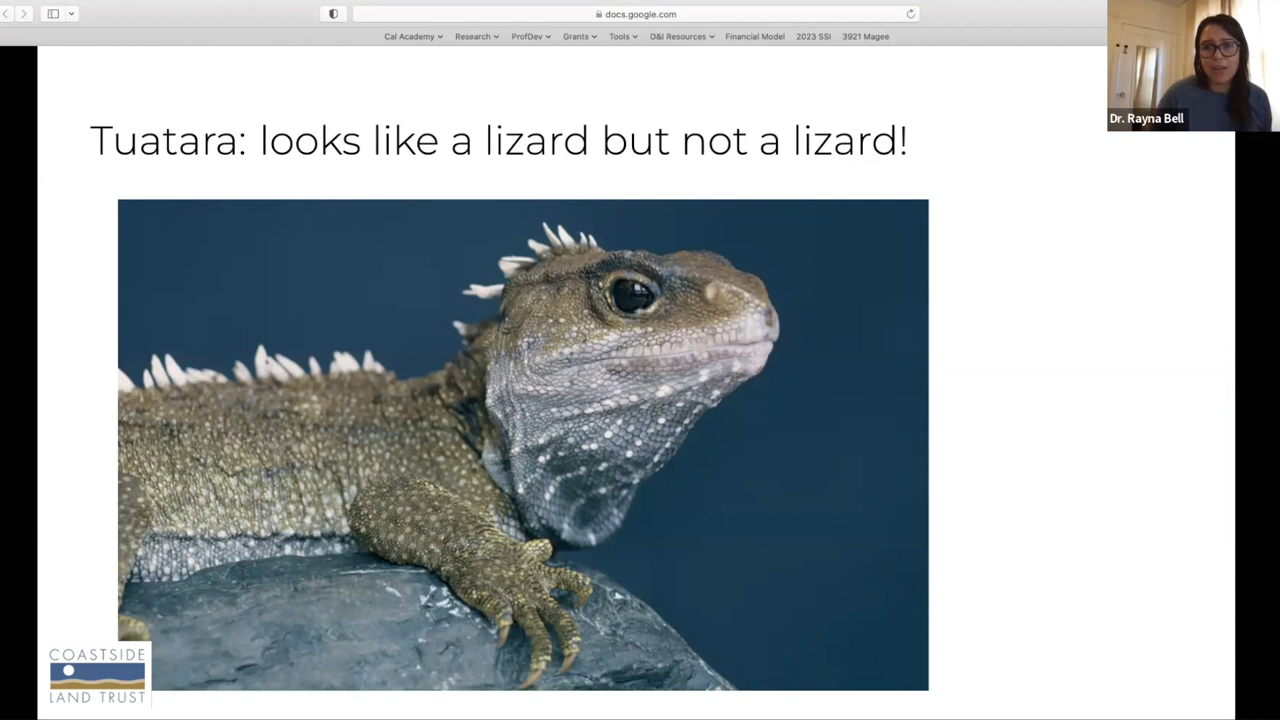 docs.google.com
Cal Academy Research ProfDev Grants Tools D&I Resources Financial Model 2023 SSI 3921 Magee
Dr. Rayna Bell
Tuatara: looks like a lizard but not a lizard!
COASTSIDE
LAND TRUST